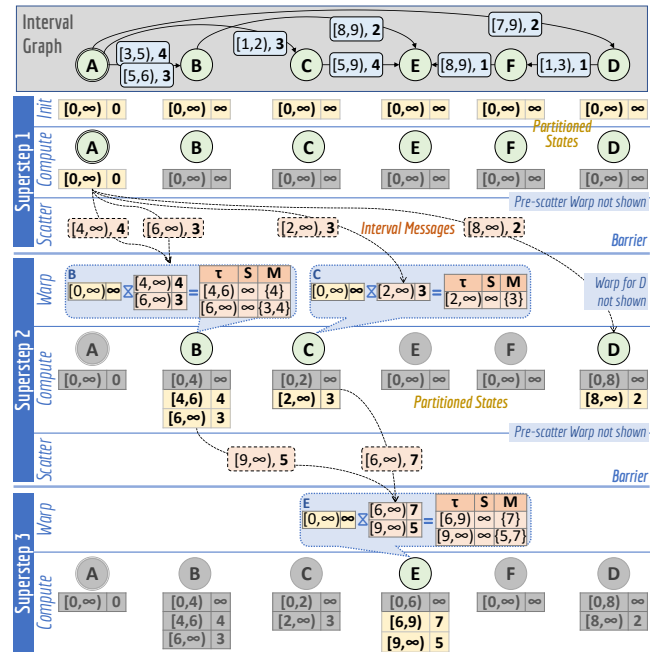 Interval
Graph
[7,9), 2
[8,9), 2
[1,2), 3
[3,5), 4
[5,6), 3
[5,9), 4
[8,9), 1
[1,3), 1
A B C E F D
Superstep 1
Init
[0,∞) 0 [0,∞) ∞ [0,∞) ∞ [0,∞) ∞ [0,∞) ∞ [0,∞) ∞
Partitioned
States
Compute
A B C E F D
[0,∞) 0 [0,∞) ∞ [0,∞) ∞ [0,∞) ∞ [0,∞) ∞ [0,∞) ∞
Pre-scatter Warp not shown
Scatter
[4,∞), 4 [6,∞), 3 [2,∞), 3 Interval Messages [8,∞), 2
Barrier
Superstep 2
Warp
B
[0,∞) ∞ ⧖ [4,∞) 4 [6,∞) 3 =
τ S M
[4,6) ∞ {4}
[6,∞) ∞ {3,4}
C
[0,∞) ∞ ⧖ [2,∞) 3 =
τ S M
[2,∞) ∞ {3}
Warp for D
not shown
Compute
A B C E F D
[0,∞) 0 [0,4) ∞ [0,2) ∞ [0,∞) ∞ [0,∞) ∞ [0,8) ∞
[4,6) 4 [2,∞) 3 Partitioned States [8,∞) 2
[6,∞) 3
Pre-scatter Warp not shown
Scatter
[9,∞), 5 [6,∞), 7
Barrier
Superstep 3
Warp
E
[0,∞) ∞ ⧖ [6,∞) 7 [9,∞) 5 =
τ S M
[6,9) ∞ {7}
[9,∞) ∞ {5,7}
Compute
A B C E F D
[0,∞) 0 [0,4) ∞ [0,2) ∞ [0,6) ∞ [0,∞) ∞ [0,8) ∞
[4,6) 4 [2,∞) 3 [6,9) 7 [8,∞) 2
[6,∞) 3 [9,∞) 5